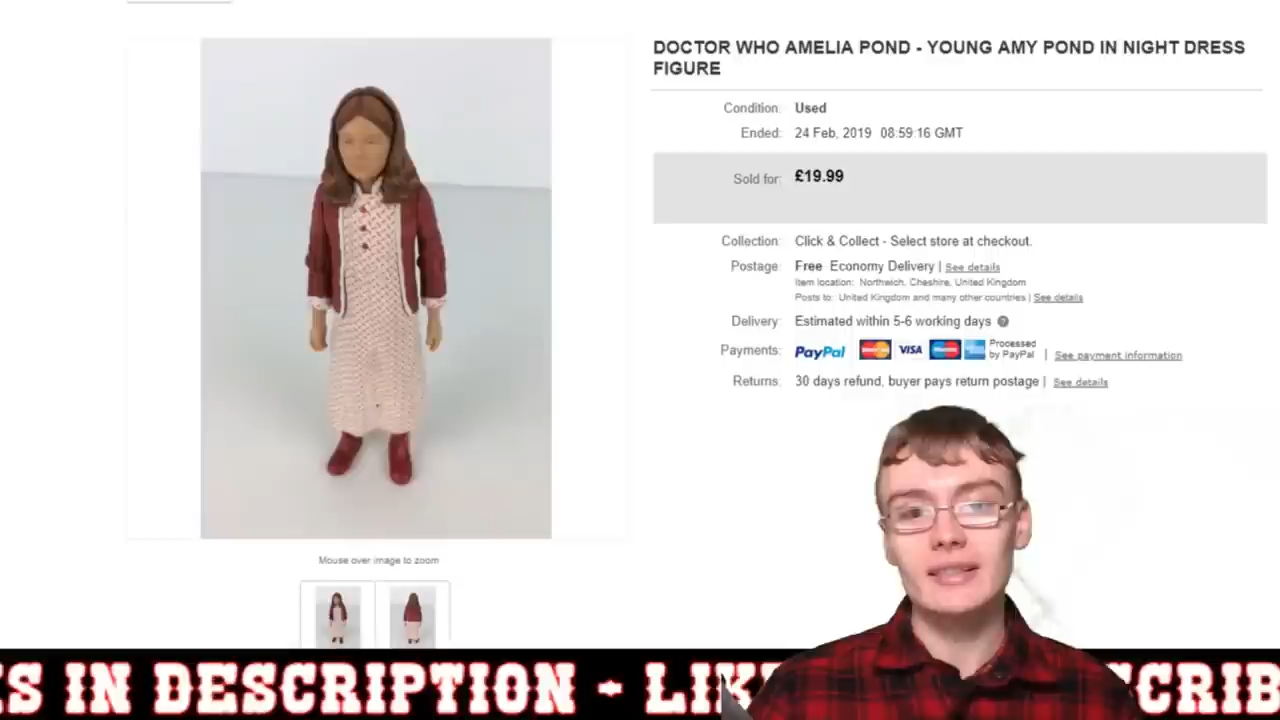 DOCTOR WHO AMELIA POND - YOUNG AMY POND IN NIGHT DRESS
FIGURE
Condition: Used
Ended: 24 Feb, 2019 08:59:16 GMT
Sold for: £19.99
Collection: Click & Collect - Select store at checkout.
Postage: Free Economy Delivery | See details
Item location: Northwich, Cheshire, United Kingdom
Posts to: United Kingdom and many other countries | See details
Delivery: Estimated within 5-6 working days ?
Payments: PayPal MasterCard VISA Maestro Processed
by PayPal | See payment information
Returns: 30 days refund, buyer pays return postage | See details
Mouse over image to zoom
S IN DESCRIPTION - LIK CRIB